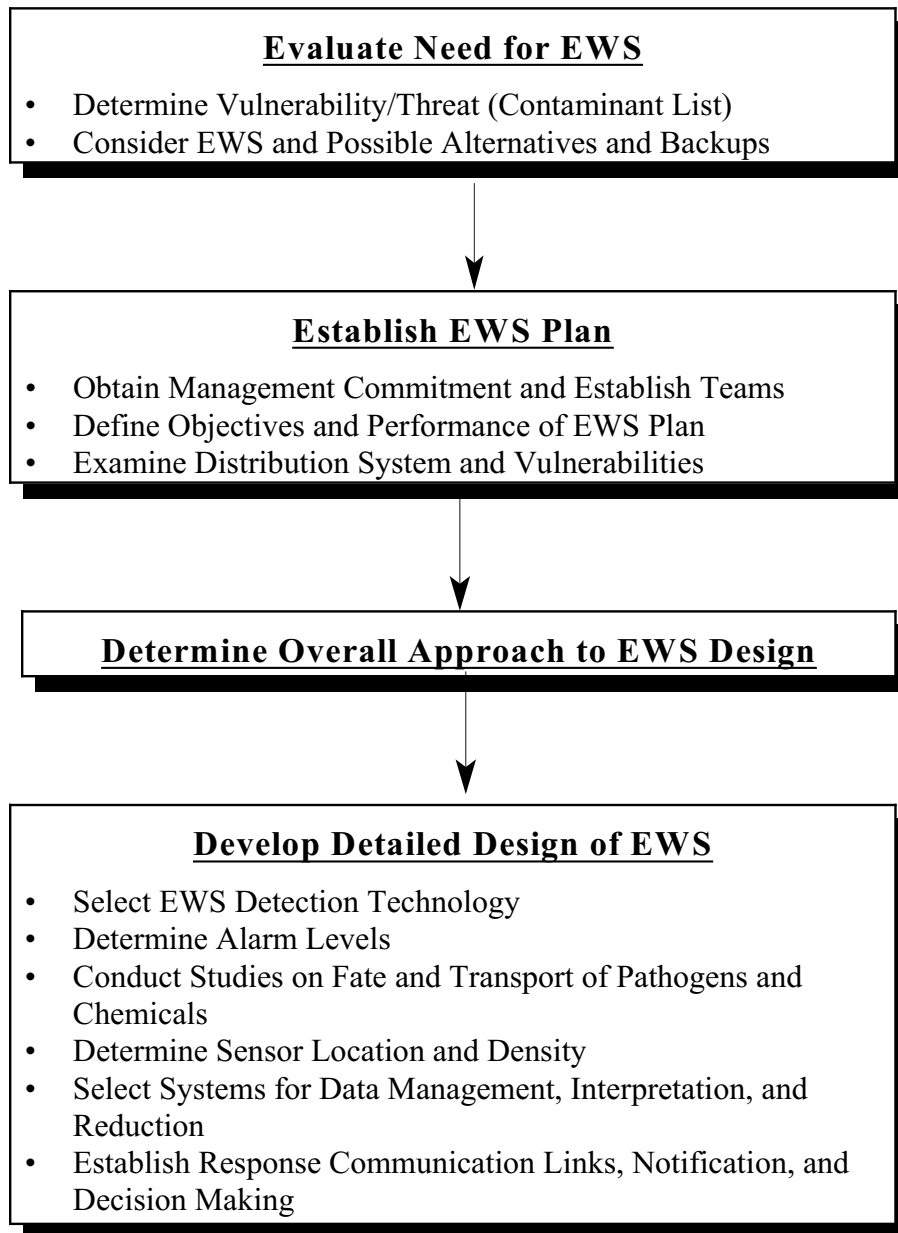 Evaluate Need for EWS
• Determine Vulnerability/Threat (Contaminant List)
• Consider EWS and Possible Alternatives and Backups
Establish EWS Plan
• Obtain Management Commitment and Establish Teams
• Define Objectives and Performance of EWS Plan
• Examine Distribution System and Vulnerabilities
Determine Overall Approach to EWS Design
Develop Detailed Design of EWS
• Select EWS Detection Technology
• Determine Alarm Levels
• Conduct Studies on Fate and Transport of Pathogens and
Chemicals
• Determine Sensor Location and Density
• Select Systems for Data Management, Interpretation, and
Reduction
• Establish Response Communication Links, Notification, and
Decision Making